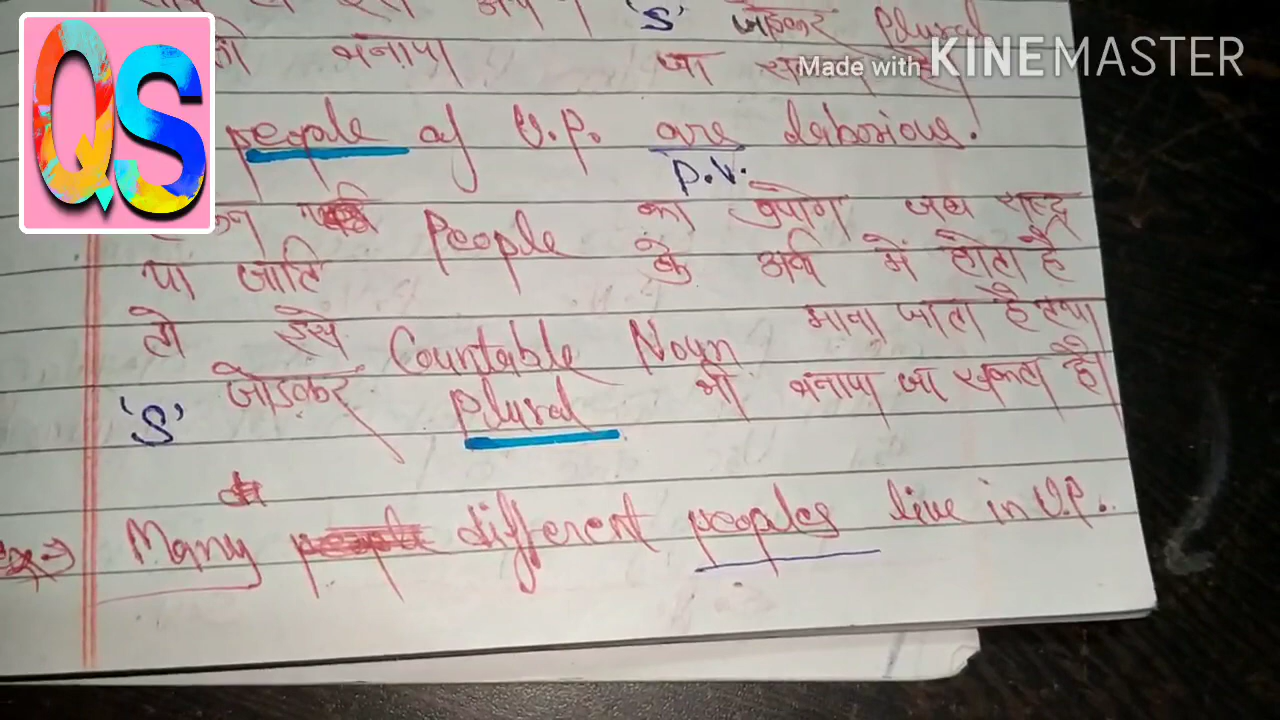 'S' जोड़कर Plural
बनाया जा
QS
Made with KINEMASTER
people of U.P. are laborious.
P.V.
People का प्रयोग जब राष्ट्र
या जाति के अर्थ में होता है
तो इसे Countable Noun माना जाता है तथा
'S' जोड़कर Plural भी बनाया जा सकता है।
Ex→ Many different peoples live in U.P..